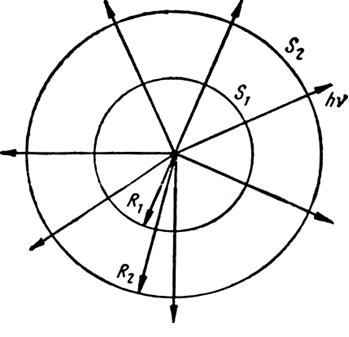 S₂
S₁
hν
R₁
R₂